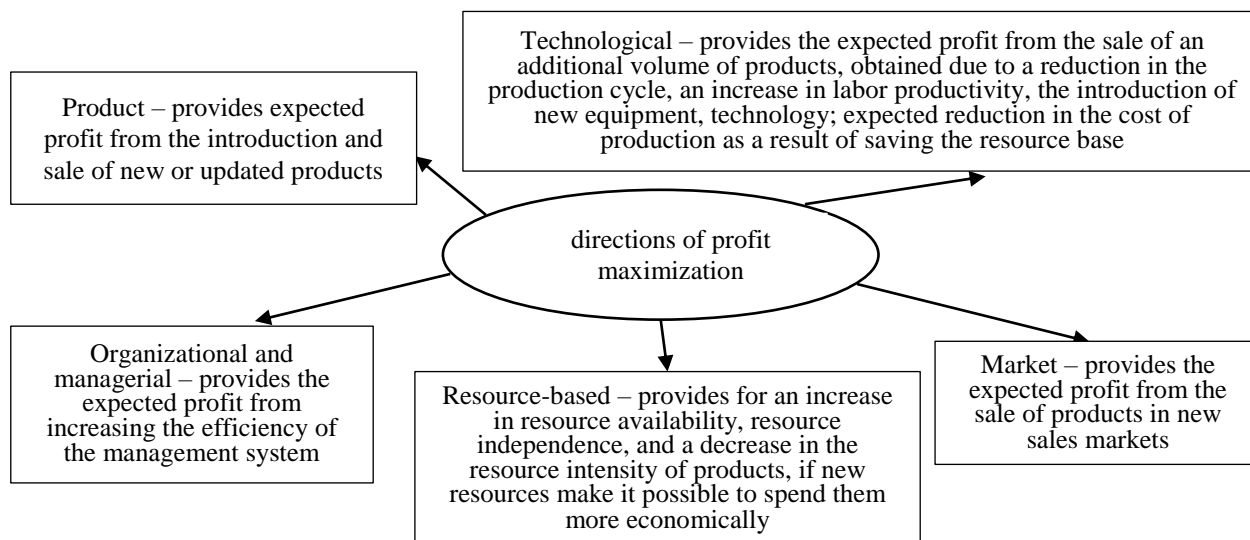 Technological – provides the expected profit from the sale of an
additional volume of products, obtained due to a reduction in the
production cycle, an increase in labor productivity, the introduction of
new equipment, technology; expected reduction in the cost of
production as a result of saving the resource base
Product – provides expected
profit from the introduction and
sale of new or updated products
directions of profit
maximization
Organizational and
managerial – provides the
expected profit from
increasing the efficiency of
the management system
Resource-based – provides for an increase
in resource availability, resource
independence, and a decrease in the
resource intensity of products, if new
resources make it possible to spend them
more economically
Market – provides the
expected profit from the
sale of products in new
sales markets